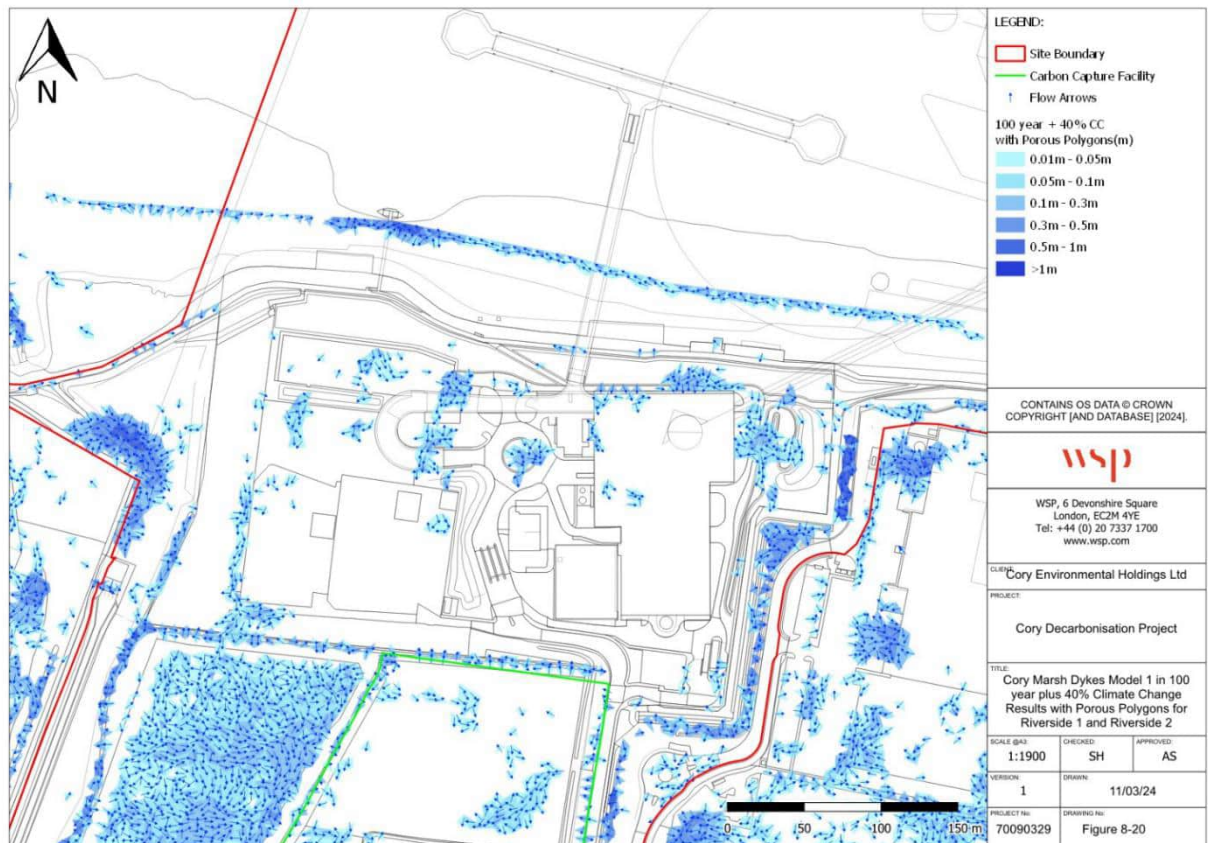 N
LEGEND:
Site Boundary
Carbon Capture Facility
Flow Arrows
100 year + 40% CC
with Porous Polygons(m)
0.01m - 0.05m
0.05m - 0.1m
0.1m - 0.3m
0.3m - 0.5m
0.5m - 1m
>1m
CONTAINS OS DATA © CROWN
COPYRIGHT [AND DATABASE] [2024].
wsp
WSP, 6 Devonshire Square
London, EC2M 4YE
Tel: +44 (0) 20 7337 1700
www.wsp.com
CLIENT:
Cory Environmental Holdings Ltd
PROJECT:
Cory Decarbonisation Project
TITLE:
Cory Marsh Dykes Model 1 in 100
year plus 40% Climate Change
Results with Porous Polygons for
Riverside 1 and Riverside 2
SCALE @A3: CHECKED: APPROVED:
1:1900 SH AS
VERSION: DRAWN:
1 11/03/24
PROJECT No: DRAWING No:
70090329 Figure 8-20
0 50 100 150 m